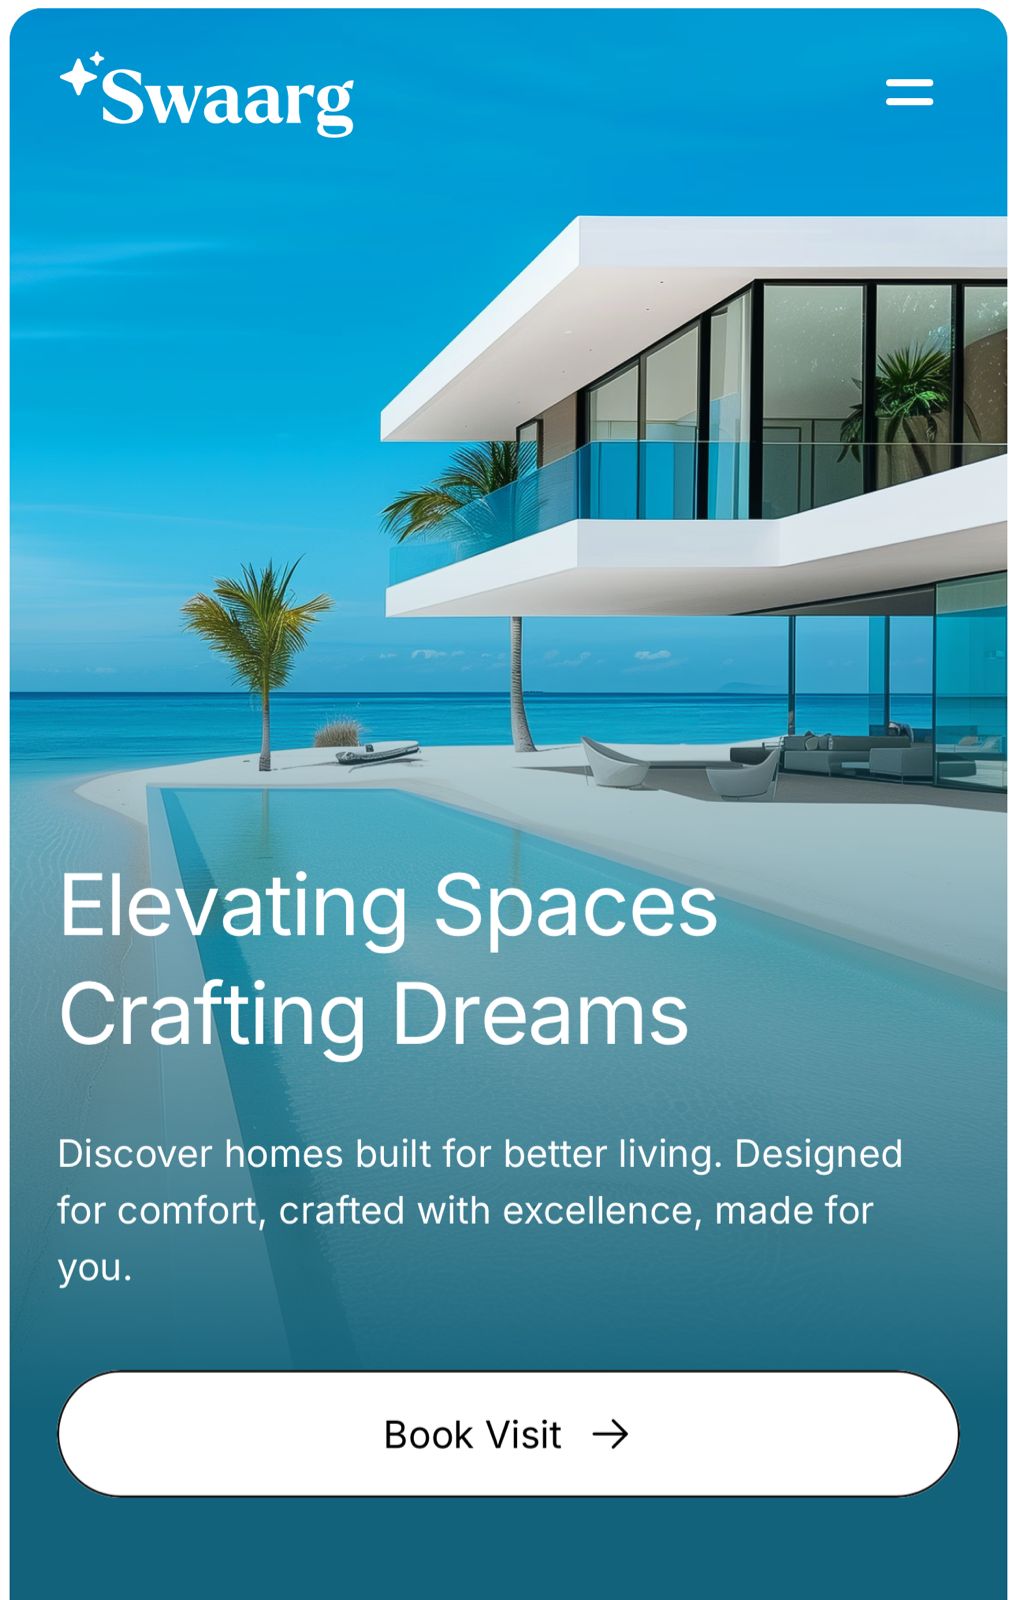 Swaarg
Elevating Spaces
Crafting Dreams
Discover homes built for better living. Designed
for comfort, crafted with excellence, made for
you.
Book Visit →